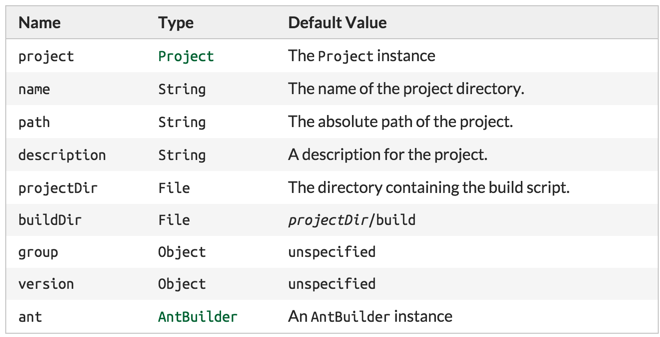 Name Type Default Value
project Project The Project instance
name String The name of the project directory.
path String The absolute path of the project.
description String A description for the project.
projectDir File The directory containing the build script.
buildDir File projectDir/build
group Object unspecified
version Object unspecified
ant AntBuilder An AntBuilder instance